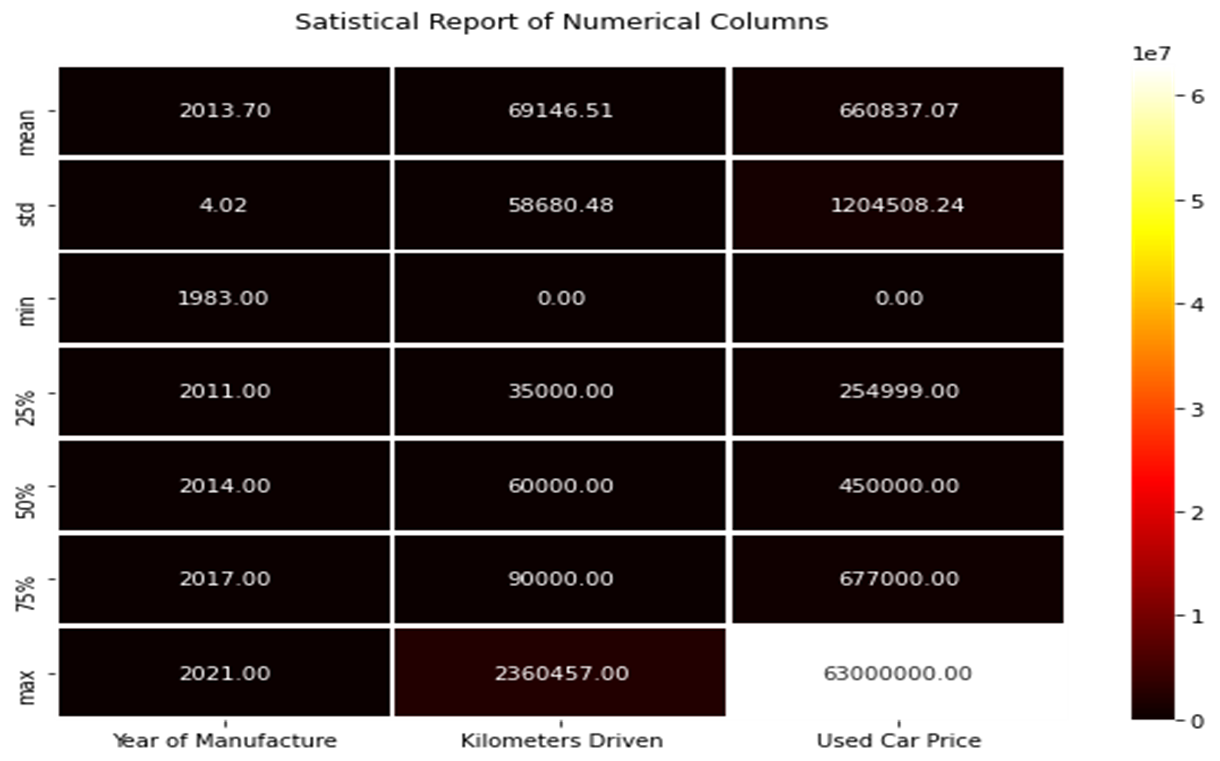 Satistical Report of Numerical Columns
1e7
mean 2013.70 69146.51 660837.07
std 4.02 58680.48 1204508.24
min 1983.00 0.00 0.00
25% 2011.00 35000.00 254999.00
50% 2014.00 60000.00 450000.00
75% 2017.00 90000.00 677000.00
max 2021.00 2360457.00 63000000.00
Year of Manufacture Kilometers Driven Used Car Price
6
5
4
3
2
1
0